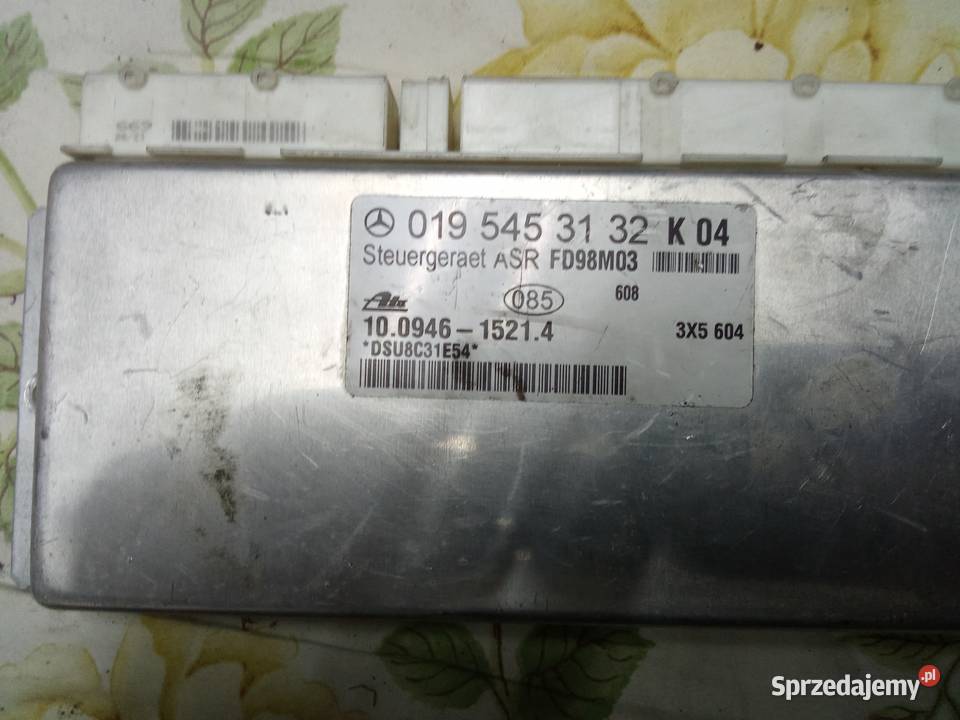 019 545 31 32 K 04
Steuergeraet ASR FD98M03
Ate 085 608
10.0946-1521.4 3X5 604
*DSU8C31E54*
Sprzedajemy.pl